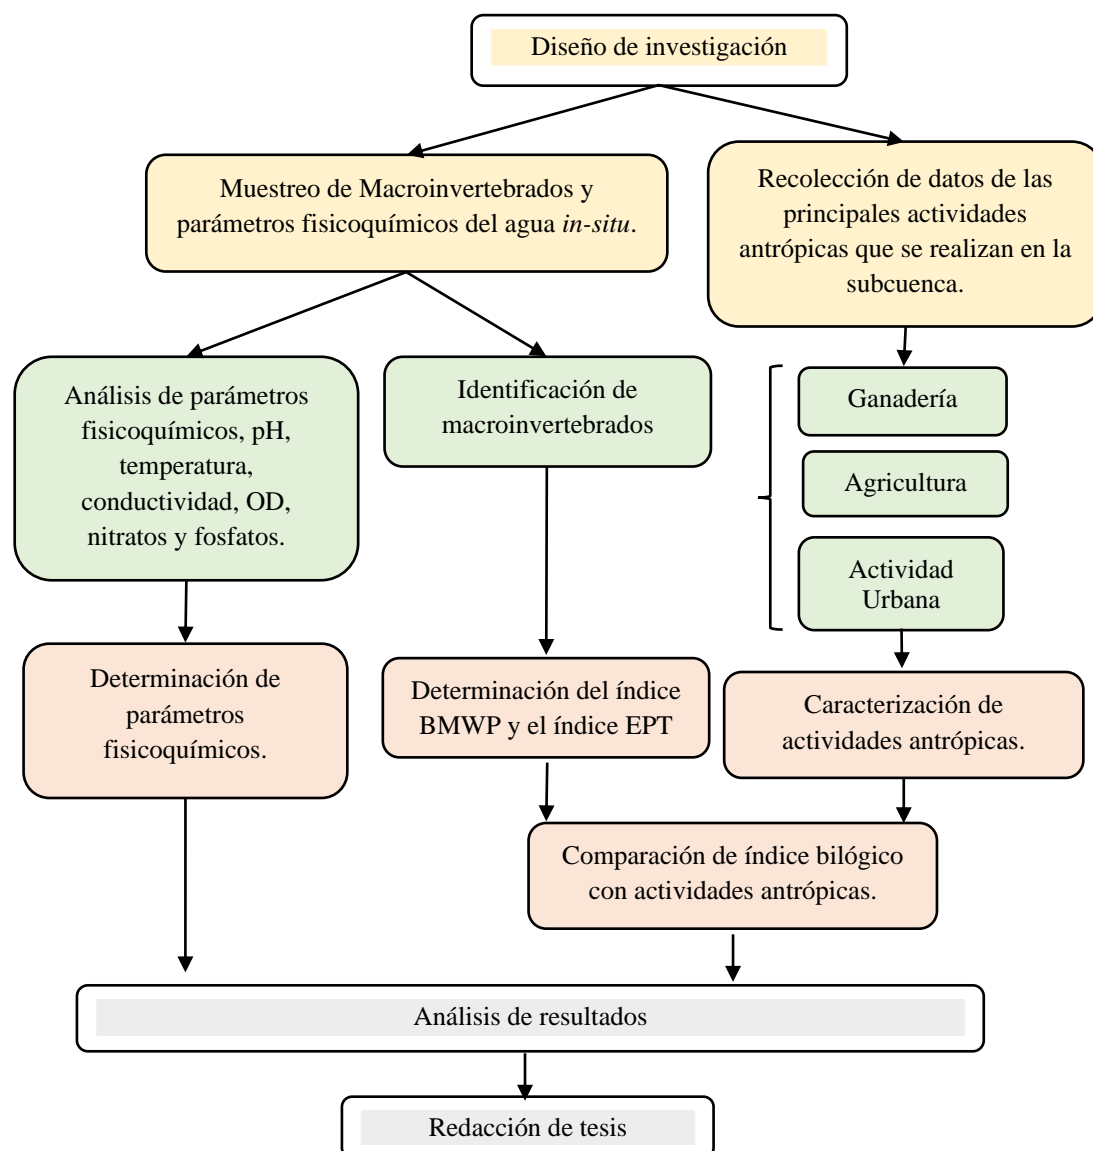 Diseño de investigación
Muestreo de Macroinvertebrados y
parámetros fisicoquímicos del agua in-situ.
Recolección de datos de las
principales actividades
antrópicas que se realizan en la
subcuenca.
Análisis de parámetros
fisicoquímicos, pH,
temperatura,
conductividad, OD,
nitratos y fosfatos.
Identificación de
macroinvertebrados
Ganadería
Agricultura
Actividad
Urbana
Determinación de
parámetros
fisicoquímicos.
Determinación del índice
BMWP y el índice EPT
Caracterización de
actividades antrópicas.
Comparación de índice bilógico
con actividades antrópicas.
Análisis de resultados
Redacción de tesis